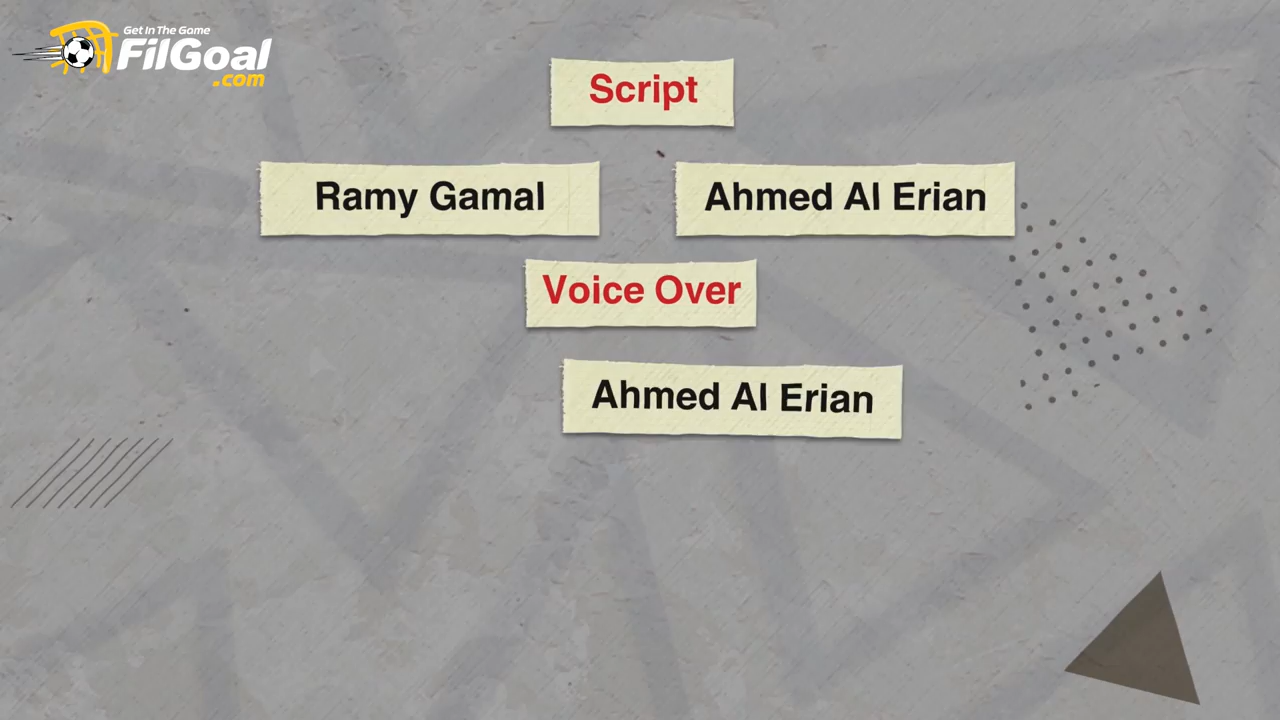 Get In The Game
FilGoal
.com
Script
Ramy Gamal
Ahmed Al Erian
Voice Over
Ahmed Al Erian